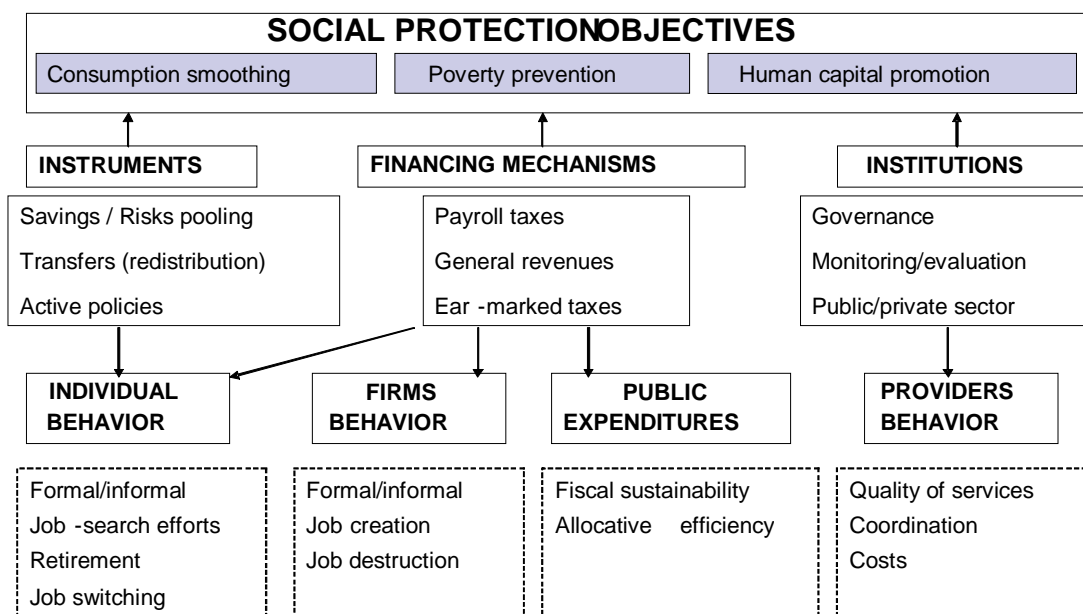 SOCIAL PROTECTION OBJECTIVES
Consumption smoothing
Poverty prevention
Human capital promotion
INSTRUMENTS
FINANCING MECHANISMS
INSTITUTIONS
Savings / Risks pooling
Transfers (redistribution)
Active policies
Payroll taxes
General revenues
Ear -marked taxes
Governance
Monitoring/evaluation
Public/private sector
INDIVIDUAL
BEHAVIOR
FIRMS
BEHAVIOR
PUBLIC
EXPENDITURES
PROVIDERS
BEHAVIOR
Formal/informal
Job -search efforts
Retirement
Job switching
Formal/informal
Job creation
Job destruction
Fiscal sustainability
Allocative efficiency
Quality of services
Coordination
Costs